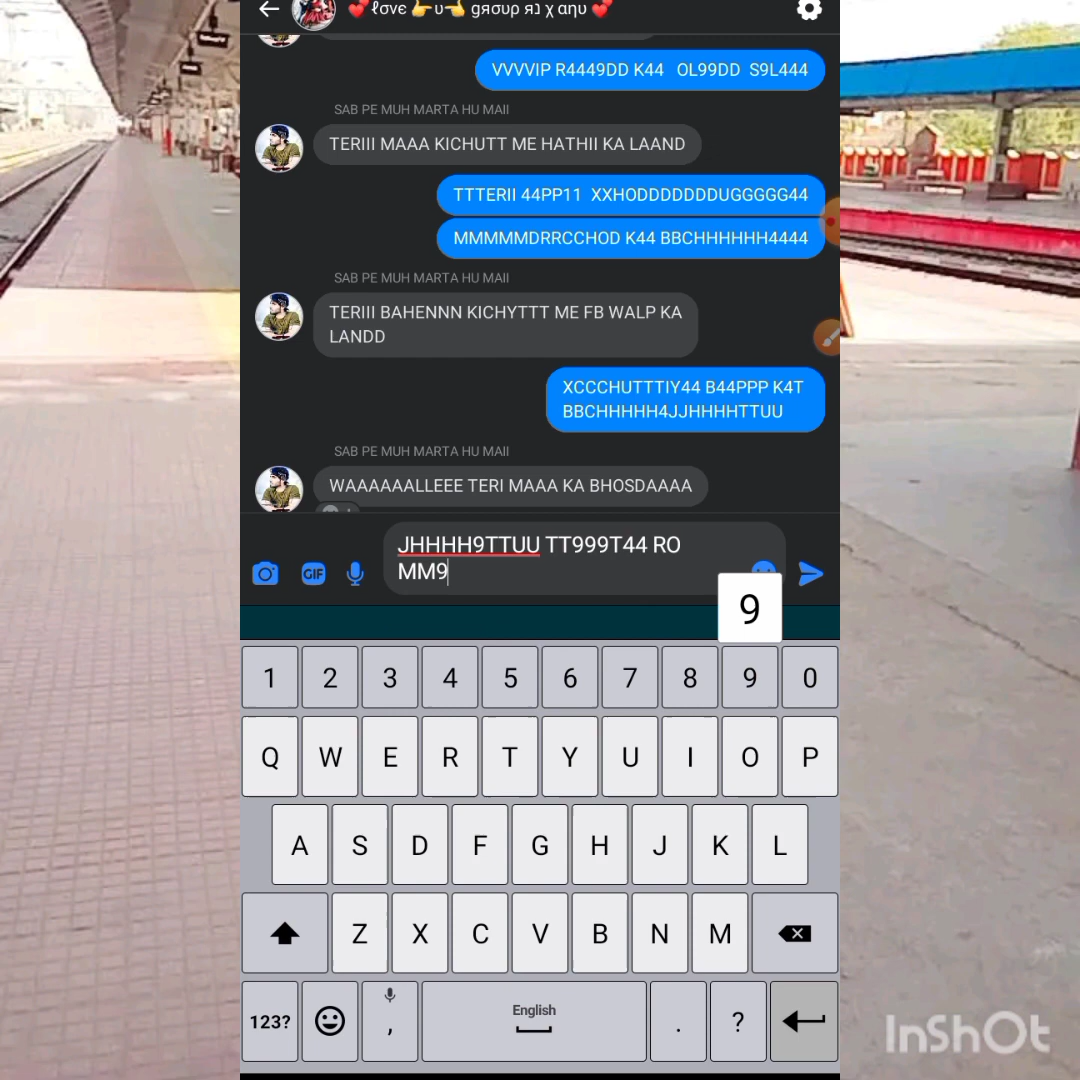 💕 ℓσvє 👉υ👈 gяσυρ яנ χ αηυ 💕
VVVVIP R4449DD K44 OL99DD S9L444
SAB PE MUH MARTA HU MAII
TERIII MAAA KICHUTT ME HATHII KA LAAND
TTTERII 44PP11 XXHODDDDDDDUGGGGG44
MMMMMDRRCCHOD K44 BBCHHHHHH4444
SAB PE MUH MARTA HU MAII
TERIII BAHENNN KICHYTTT ME FB WALP KA
LANDD
XCCCHUTTTIY44 B44PPP K4T
BBCHHHHH4JJHHHHTTUU
SAB PE MUH MARTA HU MAII
WAAAAAALLEEE TERI MAAA KA BHOSDAAAA
JHHHH9TTUU TT999T44 RO
MM9
GIF
9
1 2 3 4 5 6 7 8 9 0
Q W E R T Y U I O P
A S D F G H J K L
Z X C V B N M
123? , English . ?
InShOt